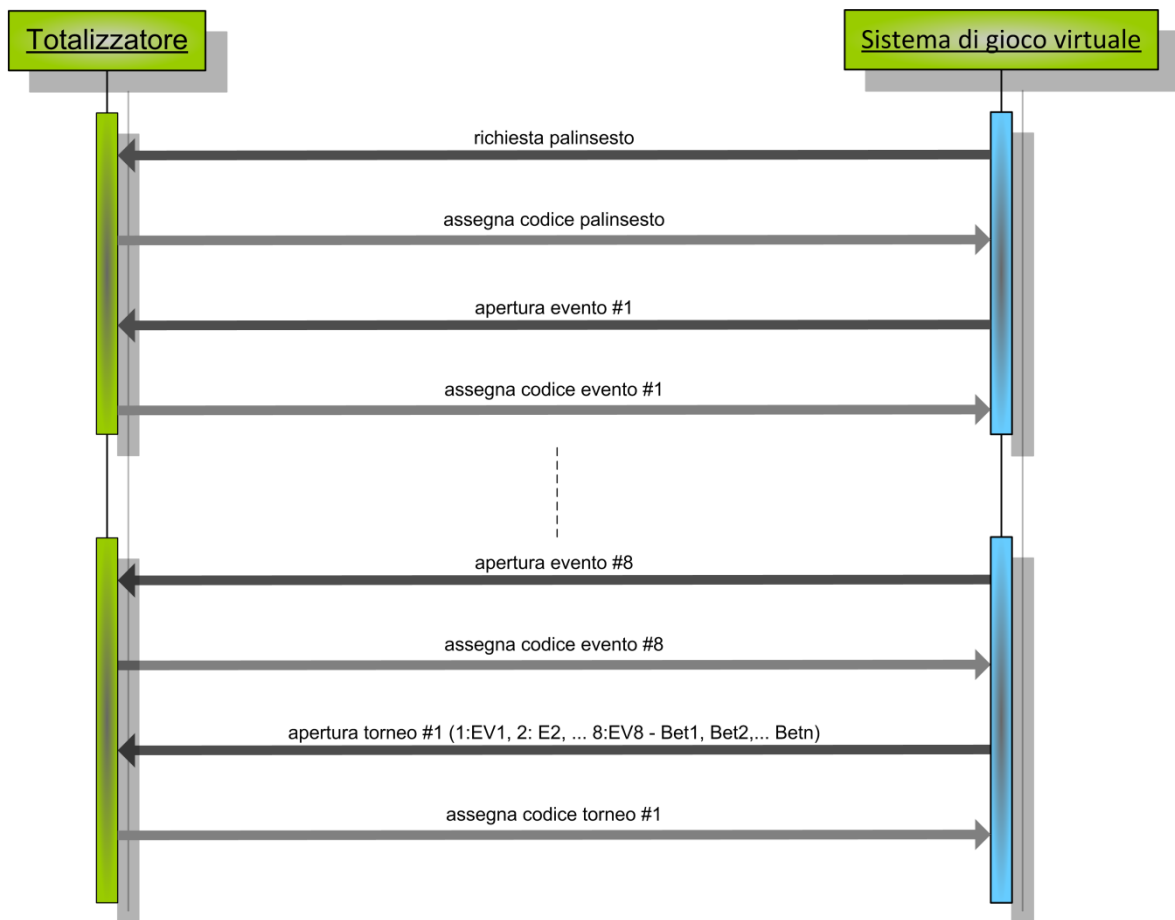 Totalizzatore
Sistema di gioco virtuale
richiesta palinsesto
assegna codice palinsesto
apertura evento #1
assegna codice evento #1
apertura evento #8
assegna codice evento #8
apertura torneo #1 (1:EV1, 2: E2, ... 8:EV8 - Bet1, Bet2,... Betn)
assegna codice torneo #1